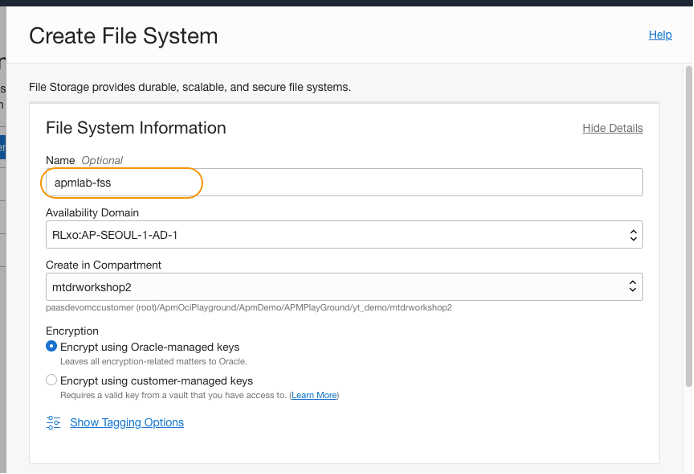 Create File System
Help
File Storage provides durable, scalable, and secure file systems.
File System Information
Hide Details
Name Optional
apmlab-fss
Availability Domain
RLxo:AP-SEOUL-1-AD-1
Create in Compartment
mtdrworkshop2
paasdevomccustomer (root)/ApmOciPlayground/ApmDemo/APMPlayGround/yt_demo/mtdrworkshop2
Encryption
Encrypt using Oracle-managed keys
Leaves all encryption-related matters to Oracle.
Encrypt using customer-managed keys
Requires a valid key from a vault that you have access to. (Learn More)
Show Tagging Options